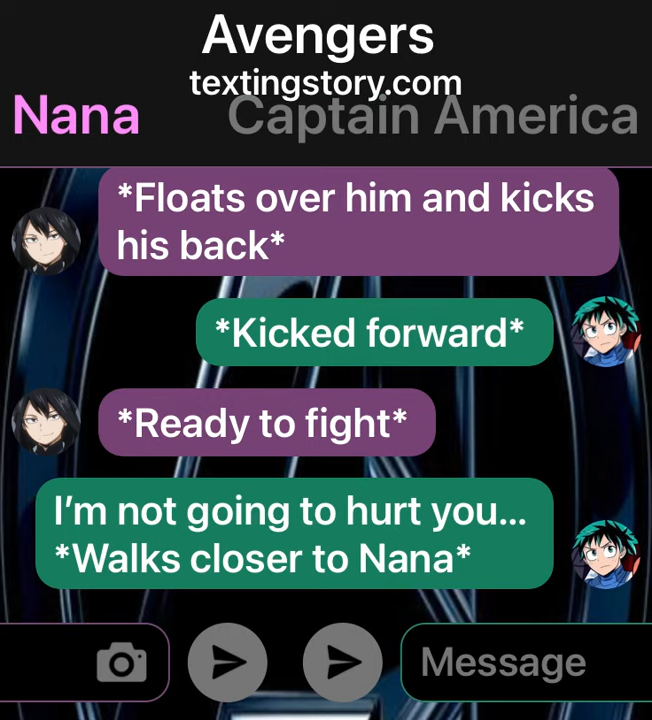 Avengers
textingstory.com
Nana
Captain America
*Floats over him and kicks
his back*
*Kicked forward*
*Ready to fight*
I’m not going to hurt you...
*Walks closer to Nana*
Message